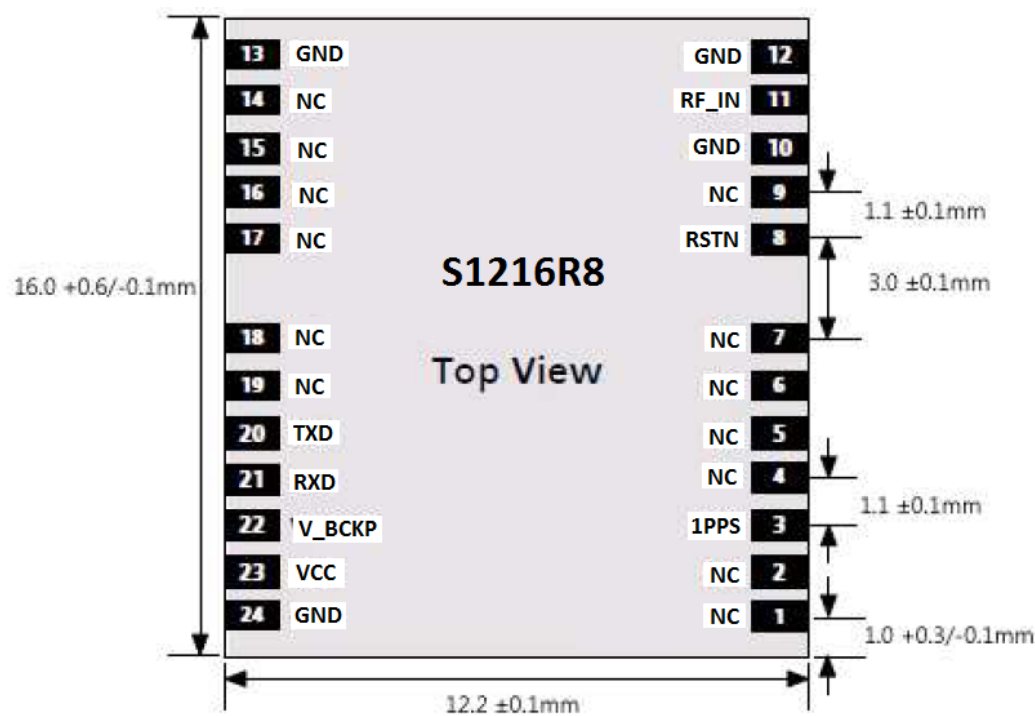 13 GND GND 12
14 NC RF_IN 11
15 NC GND 10
16 NC NC 9
1.1 ±0.1mm
17 NC RSTN 8
S1216R8
16.0 +0.6/-0.1mm
3.0 ±0.1mm
18 NC NC 7
Top View
19 NC NC 6
20 TXD NC 5
21 RXD NC 4
1.1 ±0.1mm
22 V_BCKP 1PPS 3
23 VCC NC 2
24 GND NC 1
1.0 +0.3/-0.1mm
12.2 ±0.1mm